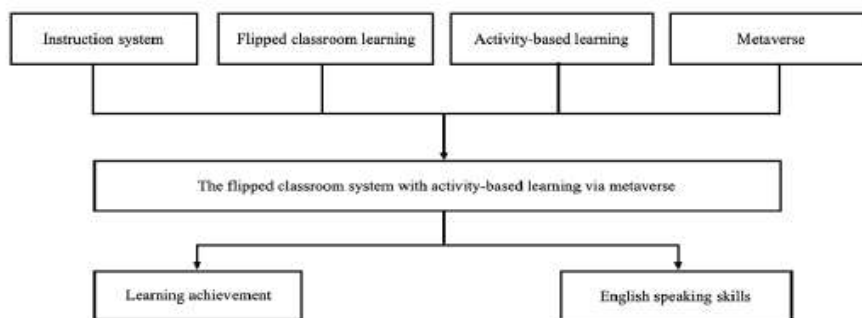 Instruction system
Flipped classroom learning
Activity-based learning
Metaverse
The flipped classroom system with activity-based learning via metaverse
Learning achievement
English speaking skills